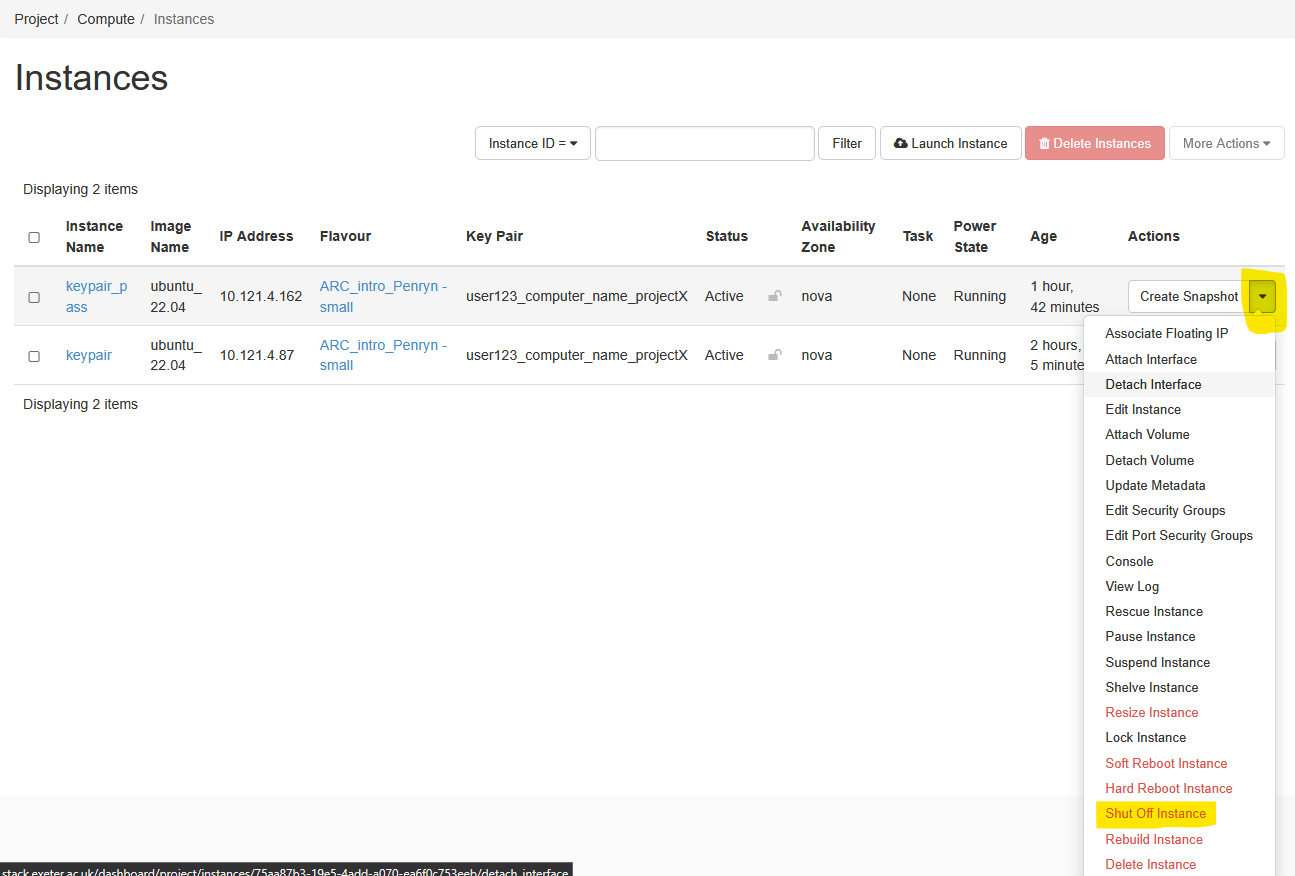 Project / Compute / Instances
Instances
Instance ID = Filter Launch Instance Delete Instances More Actions
Displaying 2 items
Instance Name Image Name IP Address Flavour Key Pair Status Availability Zone Task Power State Age Actions
keypair_p ubuntu_ ARC_intro_Penryn - 1 hour,
10.121.4.162 user123_computer_name_projectX Active nova None Running Create Snapshot
ass 22.04 small 42 minutes
keypair ubuntu_ 10.121.4.87 ARC_intro_Penryn - user123_computer_name_projectX Active nova None Running 2 hours,
22.04 small 5 minute
Displaying 2 items
Associate Floating IP
Attach Interface
Detach Interface
Edit Instance
Attach Volume
Detach Volume
Update Metadata
Edit Security Groups
Edit Port Security Groups
Console
View Log
Rescue Instance
Pause Instance
Suspend Instance
Shelve Instance
Resize Instance
Lock Instance
Soft Reboot Instance
Hard Reboot Instance
Shut Off Instance
Rebuild Instance
Delete Instance
stack.exeter.ac.uk/dashboard/project/instances/75aa87b3-19e5-4add-a070-ea6f0c753eeb/detach_interface